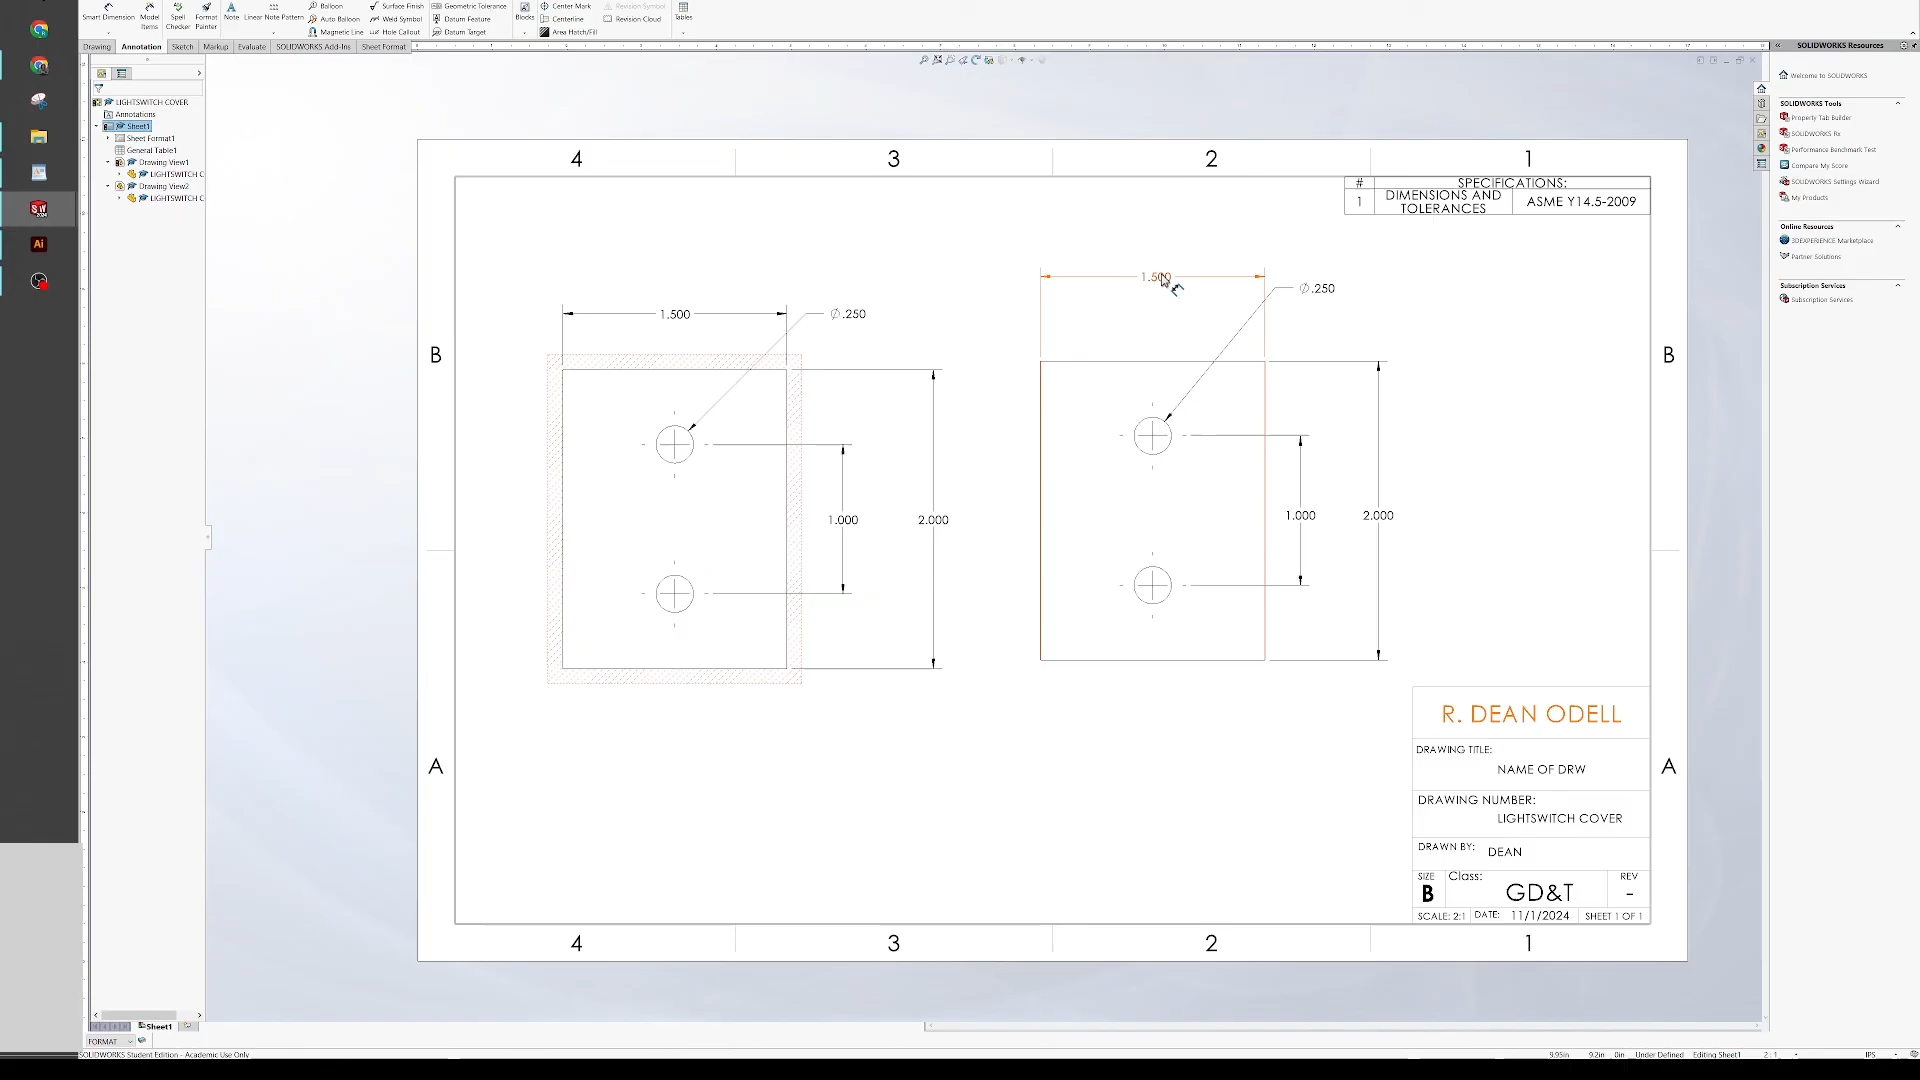 Smart Dimension
Model Items
Spell Checker
Format Painter
Note
Linear Note Pattern
Balloon
Auto Balloon
Magnetic Line
Surface Finish
Weld Symbol
Hole Callout
Geometric Tolerance
Datum Feature
Datum Target
Blocks
Center Mark
Centerline
Area Hatch/Fill
Revision Symbol
Revision Cloud
Tables
Drawing
Annotation
Sketch
Markup
Evaluate
SOLIDWORKS Add-Ins
Sheet Format
LIGHTSWITCH COVER
Annotations
Sheet1
Sheet Format1
General Table1
Drawing View1
LIGHTSWITCH C
Drawing View2
LIGHTSWITCH C
4 3 2 1
# SPECIFICATIONS:
1 DIMENSIONS AND TOLERANCES ASME Y14.5-2009
1.500
∅.250
1.000
2.000
1.500
∅.250
1.000
2.000
B B
A A
R. DEAN ODELL
DRAWING TITLE:
NAME OF DRW
DRAWING NUMBER:
LIGHTSWITCH COVER
DRAWN BY: DEAN
SIZE B
Class: GD&T
REV -
SCALE: 2:1 DATE: 11/1/2024 SHEET 1 OF 1
4 3 2 1
SOLIDWORKS Resources
Welcome to SOLIDWORKS
SOLIDWORKS Tools
Property Tab Builder
SOLIDWORKS Rx
Performance Benchmark Test
Compare My Score
SOLIDWORKS Settings Wizard
My Products
Online Resources
3DEXPERIENCE Marketplace
Partner Solutions
Subscription Services
Subscription Services
Ai
Sheet1
FORMAT
SOLIDWORKS Student Edition - Academic Use Only
9.95in 9.2in 0in Under Defined Editing Sheet1 2 : 1 IPS